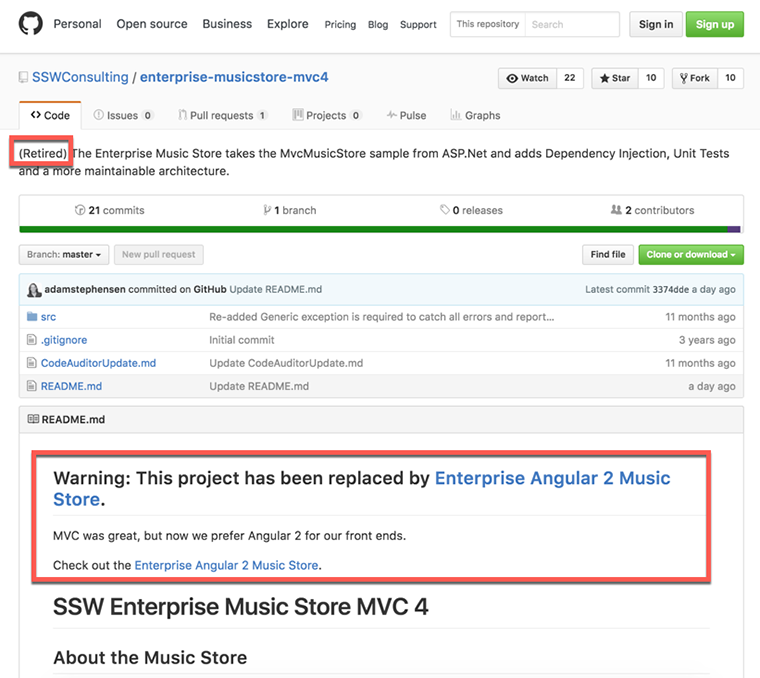 Personal Open source Business Explore Pricing Blog Support This repository Search Sign in Sign up
SSWConsulting / enterprise-musicstore-mvc4 Watch 22 Star 10 Fork 10
Code Issues 0 Pull requests 1 Projects 0 Pulse Graphs
(Retired) The Enterprise Music Store takes the MvcMusicStore sample from ASP.Net and adds Dependency Injection, Unit Tests
and a more maintainable architecture.
21 commits 1 branch 0 releases 2 contributors
Branch: master New pull request Find file Clone or download
adamstephensen committed on GitHub Update README.md Latest commit 3374dde a day ago
src Re-added Generic exception is required to catch all errors and report... 11 months ago
.gitignore Initial commit 3 years ago
CodeAuditorUpdate.md Update CodeAuditorUpdate.md 11 months ago
README.md Update README.md a day ago
README.md
Warning: This project has been replaced by Enterprise Angular 2 Music
Store.
MVC was great, but now we prefer Angular 2 for our front ends.
Check out the Enterprise Angular 2 Music Store.
SSW Enterprise Music Store MVC 4
About the Music Store